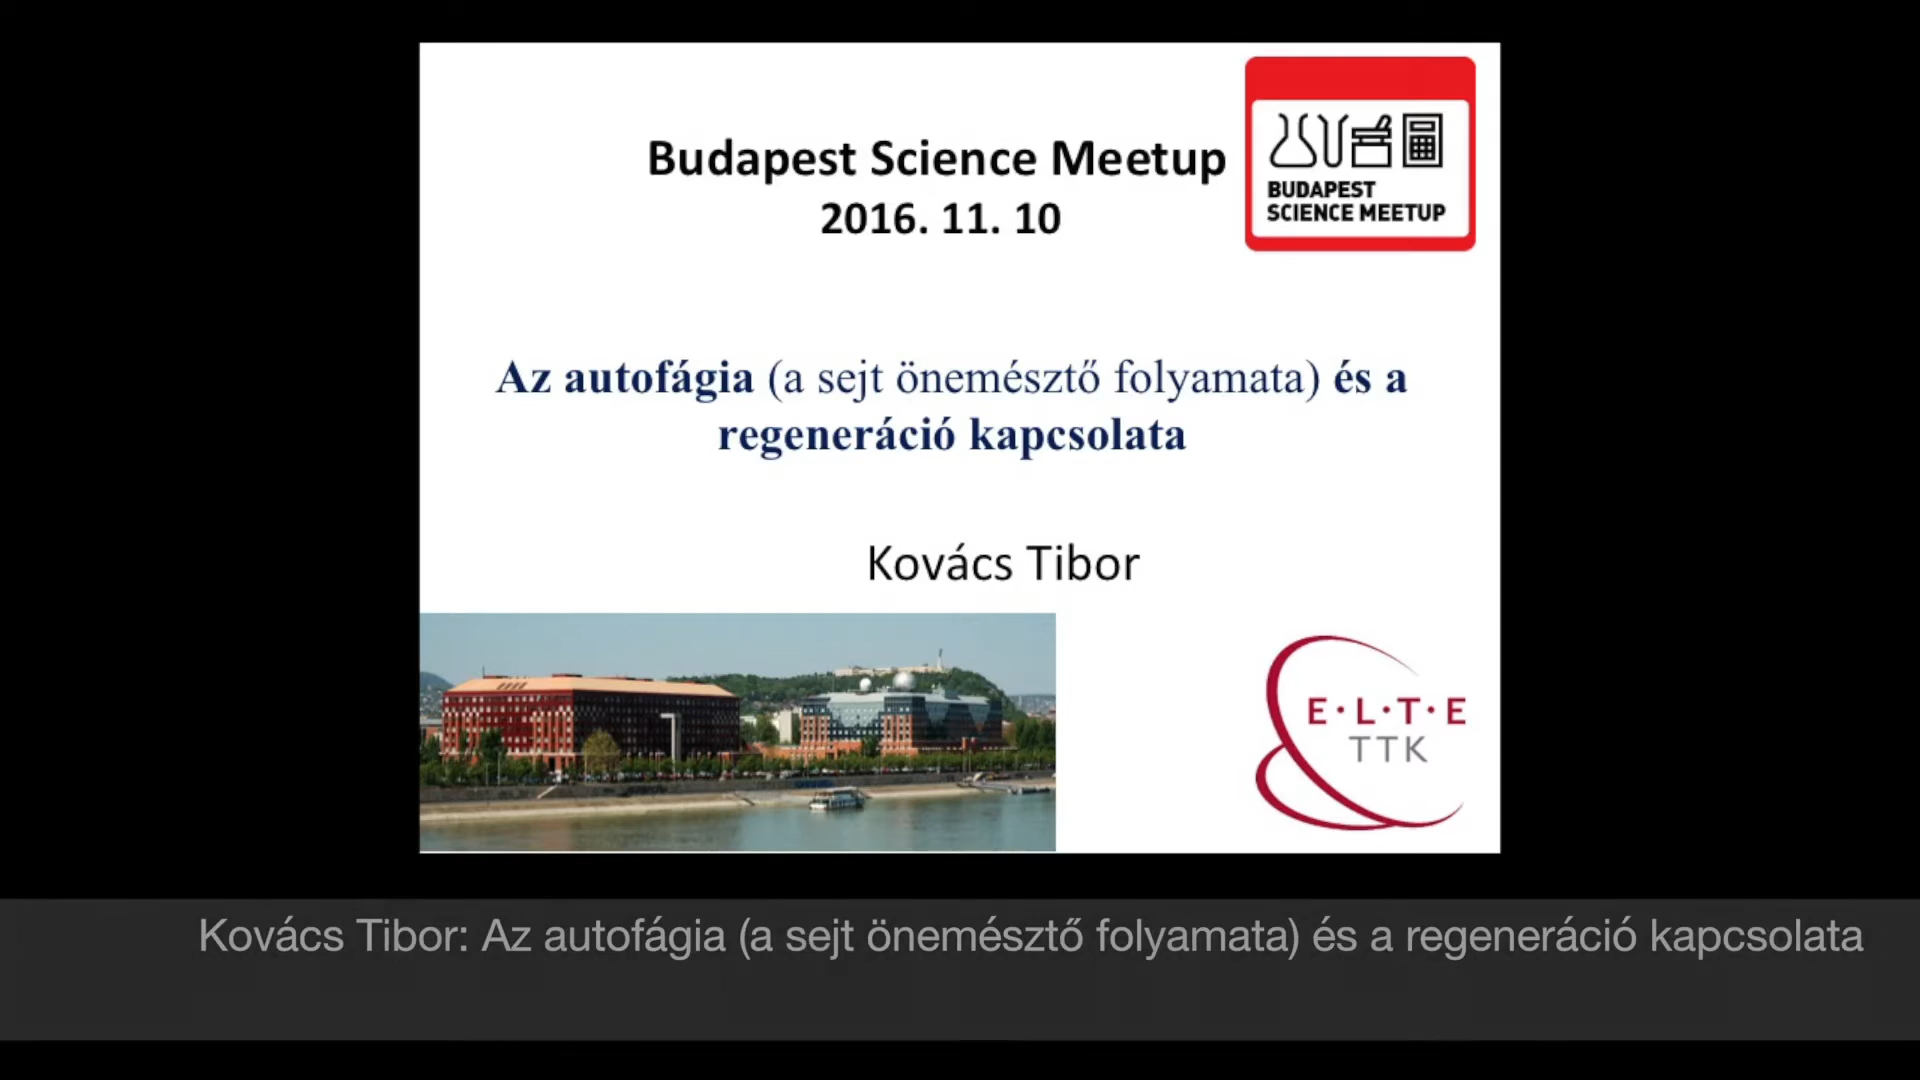 Budapest Science Meetup
2016. 11. 10
BUDAPEST
SCIENCE MEETUP
Az autofágia (a sejt önemésztő folyamata) és a
regeneráció kapcsolata
Kovács Tibor
E·L·T·E
TTK
Kovács Tibor: Az autofágia (a sejt önemésztő folyamata) és a regeneráció kapcsolata